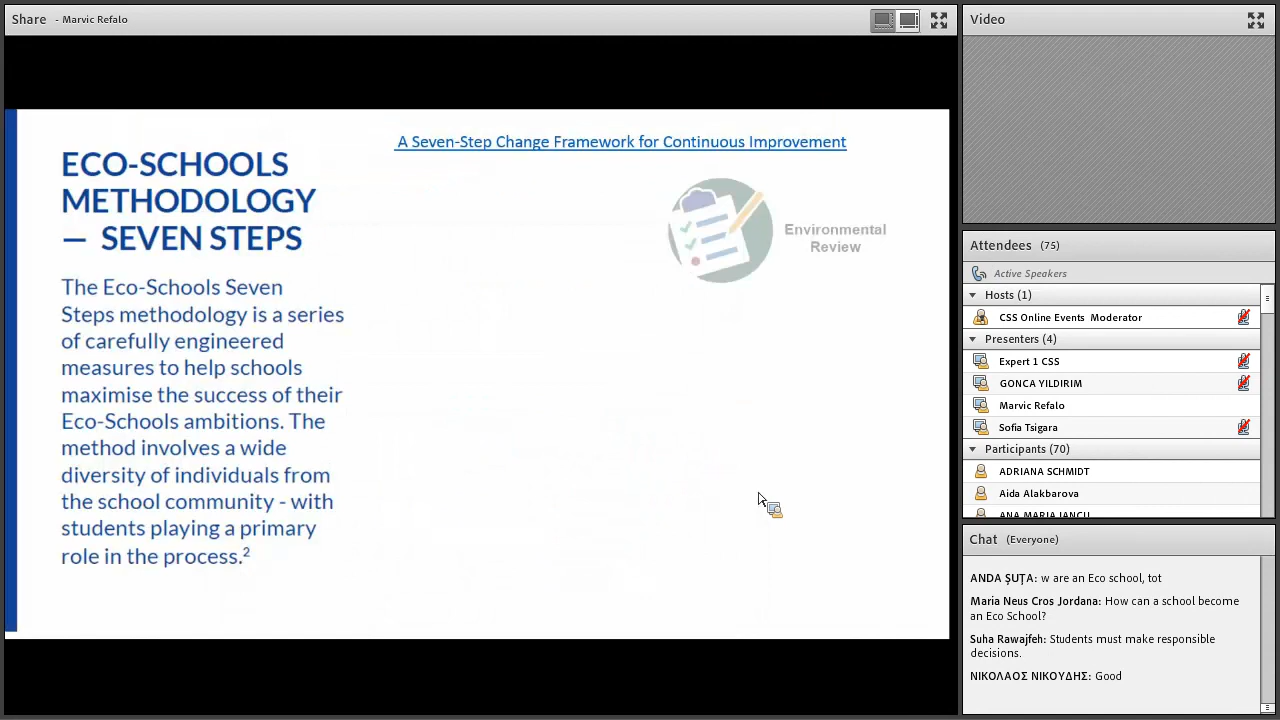 Share - Marvic Refalo
A Seven-Step Change Framework for Continuous Improvement
ECO-SCHOOLS
METHODOLOGY
— SEVEN STEPS
Environmental
Review
The Eco-Schools Seven
Steps methodology is a series
of carefully engineered
measures to help schools
maximise the success of their
Eco-Schools ambitions. The
method involves a wide
diversity of individuals from
the school community - with
students playing a primary
role in the process.2
Video
Attendees (75)
Active Speakers
Hosts (1)
CSS Online Events Moderator
Presenters (4)
Expert 1 CSS
GONCA YILDIRIM
Marvic Refalo
Sofia Tsigara
Participants (70)
ADRIANA SCHMIDT
Aida Alakbarova
ANA MARIA IANCU
Chat (Everyone)
ANDA ŞUŢA: w are an Eco school, tot
Maria Neus Cros Jordana: How can a school become
an Eco School?
Suha Rawajfeh: Students must make responsible
decisions.
ΝΙΚΟΛΑΟΣ ΝΙΚΟΥΔΗΣ: Good